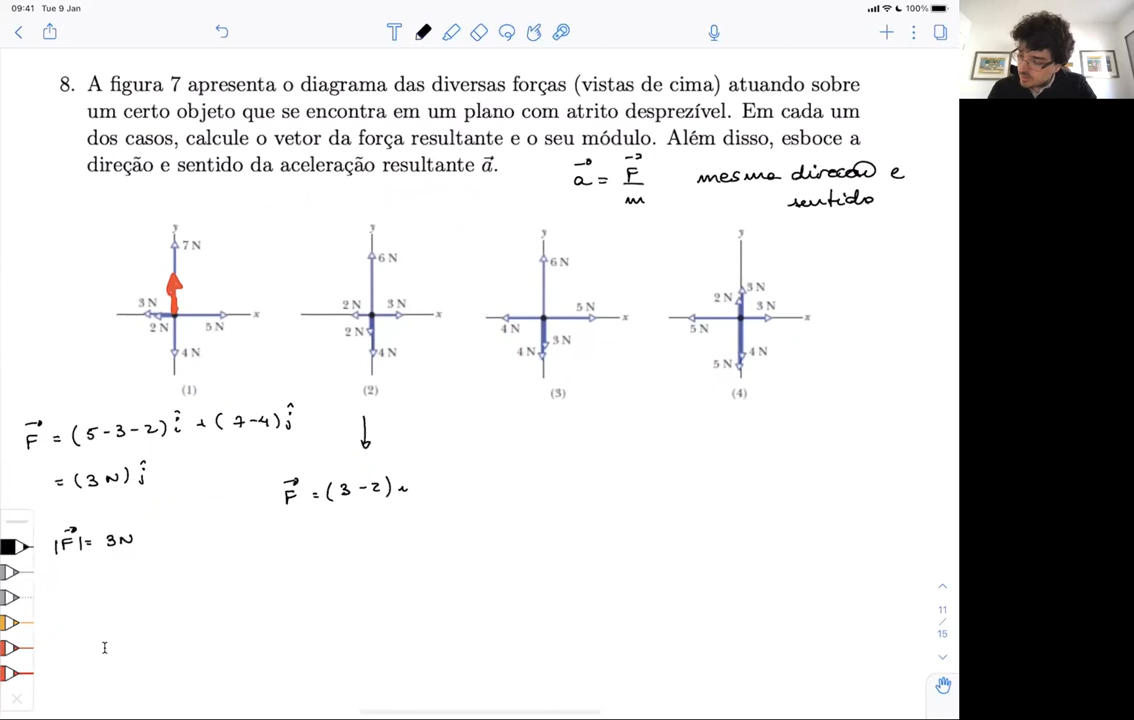 09:41 Tue 9 Jan
100%
8. A figura 7 apresenta o diagrama das diversas forças (vistas de cima) atuando sobre
um certo objeto que se encontra em um plano com atrito desprezível. Em cada um
dos casos, calcule o vetor da força resultante e o seu módulo. Além disso, esboce a
direção e sentido da aceleração resultante a⃗.
a⃗ = F⃗/m mesma direcao e
sentido
y
7 N
3 N
x
2 N
5 N
4 N
(1)
y
6 N
2 N
3 N
x
2 N
4 N
(2)
y
6 N
5 N
x
4 N
3 N
4 N
(3)
y
3 N
2 N
3 N
x
5 N
4 N
5 N
(4)
F⃗ = (5-3-2) î + (7-4) ĵ
= (3N) ĵ
F⃗ = (3-2)
|F⃗| = 3N
11
/
15